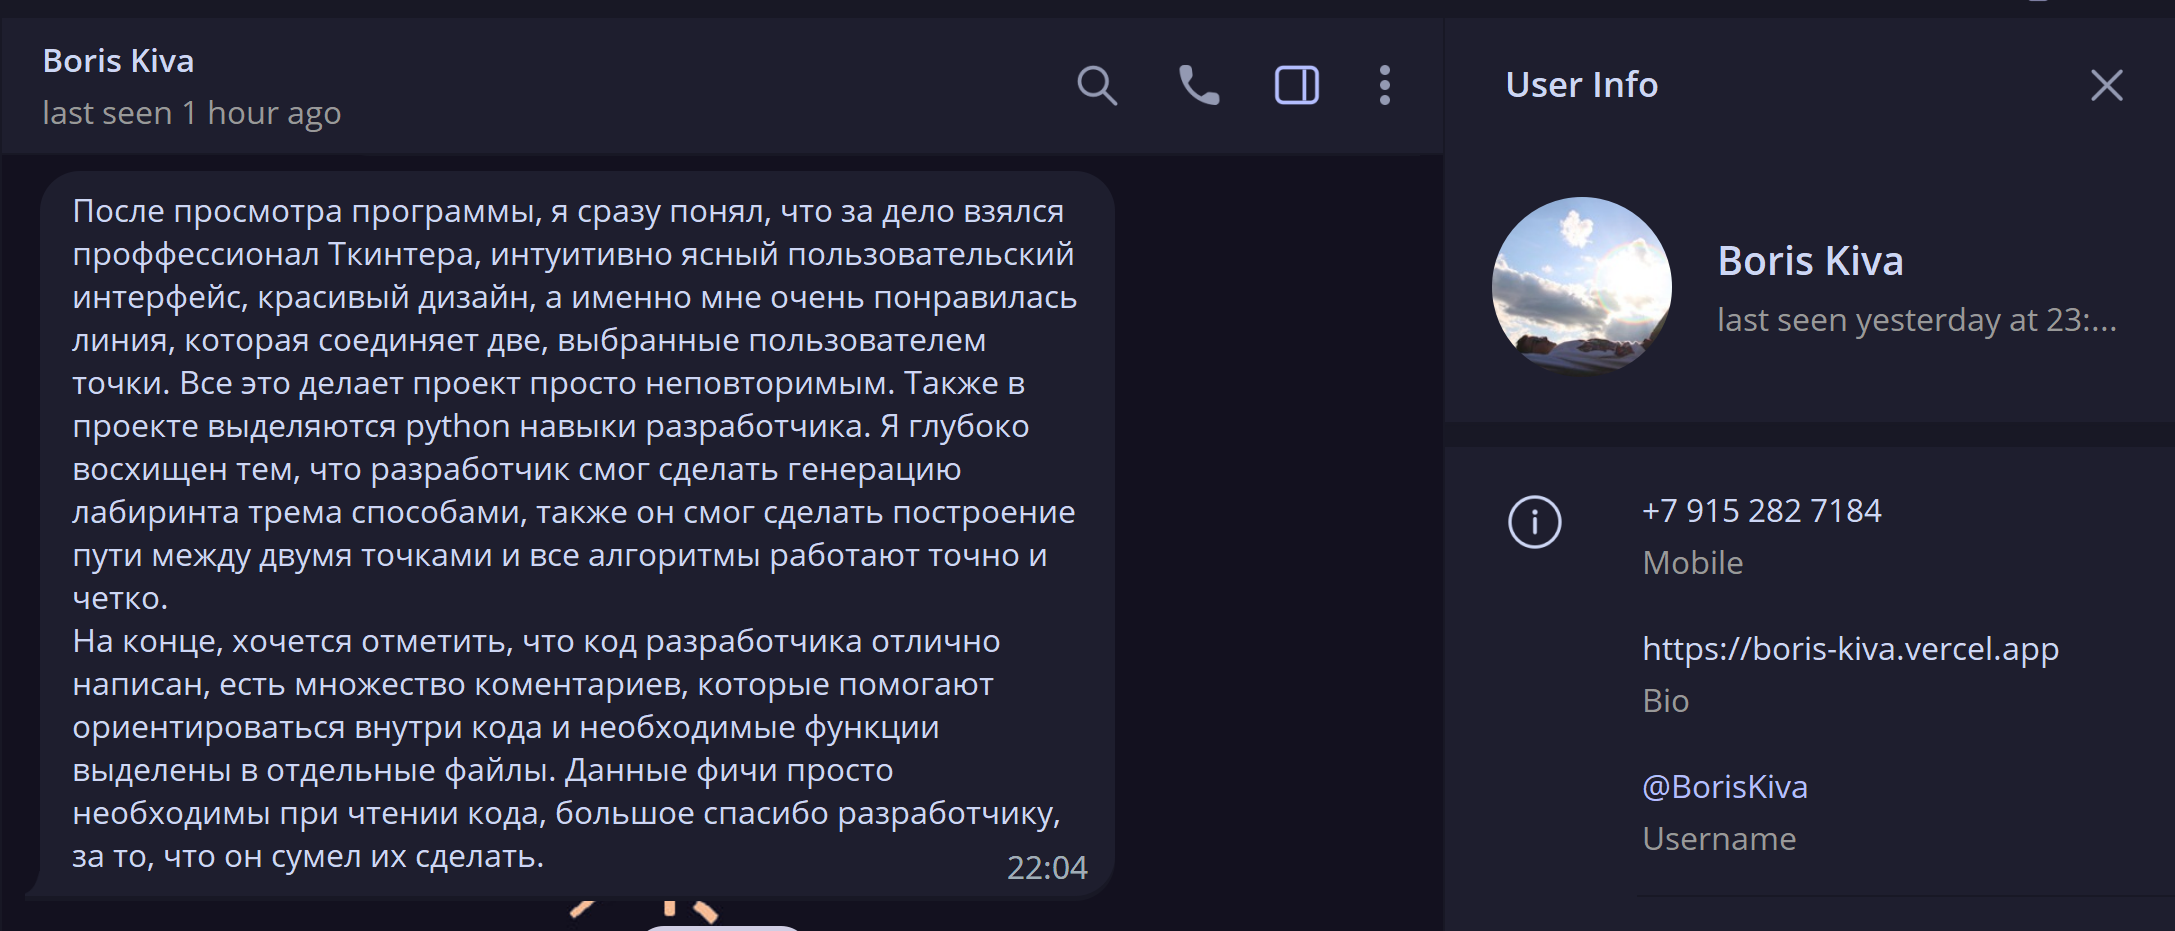 Boris Kiva
last seen 1 hour ago
После просмотра программы, я сразу понял, что за дело взялся
проффессионал Ткинтера, интуитивно ясный пользовательский
интерфейс, красивый дизайн, а именно мне очень понравилась
линия, которая соединяет две, выбранные пользователем
точки. Все это делает проект просто неповторимым. Также в
проекте выделяются python навыки разработчика. Я глубоко
восхищен тем, что разработчик смог сделать генерацию
лабиринта трема способами, также он смог сделать построение
пути между двумя точками и все алгоритмы работают точно и
четко.
На конце, хочется отметить, что код разработчика отлично
написан, есть множество коментариев, которые помогают
ориентироваться внутри кода и необходимые функции
выделены в отдельные файлы. Данные фичи просто
необходимы при чтении кода, большое спасибо разработчику,
за то, что он сумел их сделать.
22:04
User Info
Boris Kiva
last seen yesterday at 23:...
+7 915 282 7184
Mobile
https://boris-kiva.vercel.app
Bio
@BorisKiva
Username